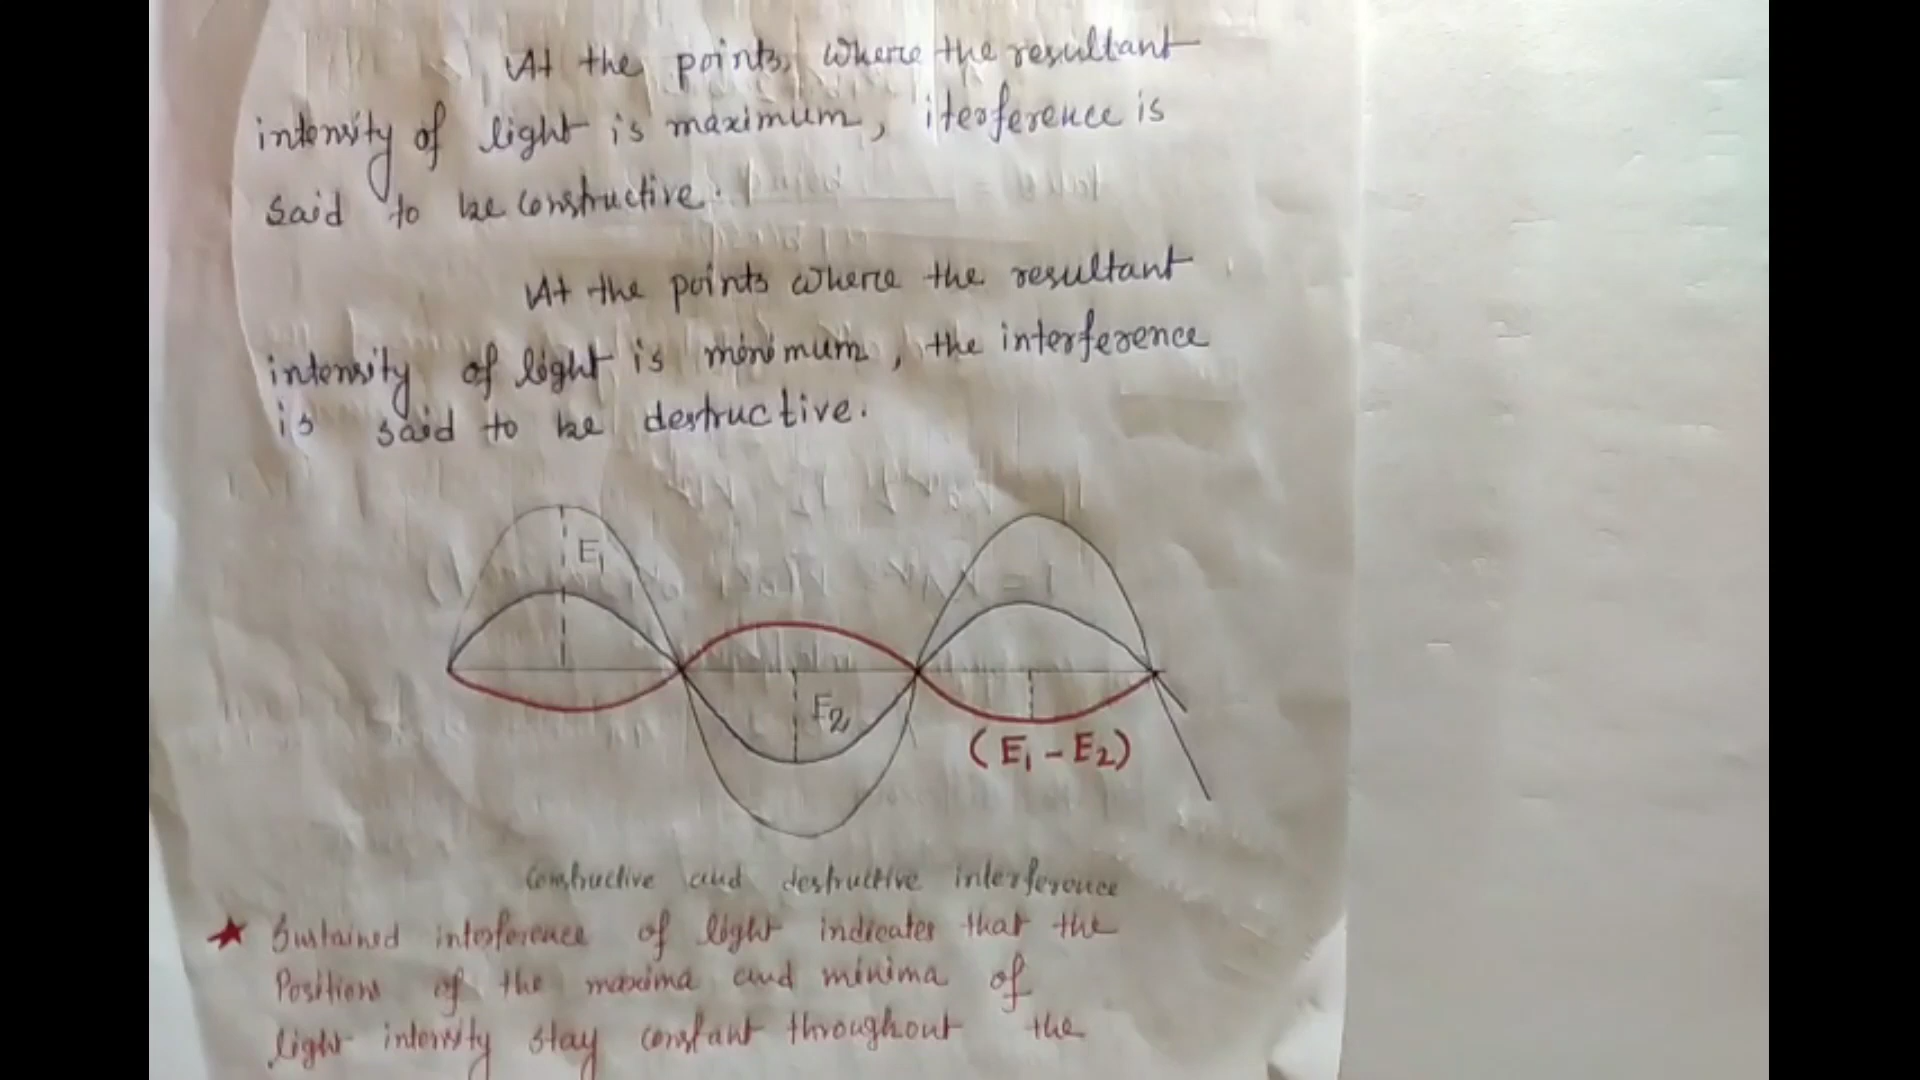 At the points, where the resultant
intensity of light is maximum, iterference is
said to be constructive.
At the points where the resultant
intensity of light is minimum, the interference
is said to be destructive.
E1
E2
(E1 - E2)
Constructive and destructive interference
★ Sustained interference of light indicates that the
Positions of the maxima and minima of
light intensity stay constant throughout the